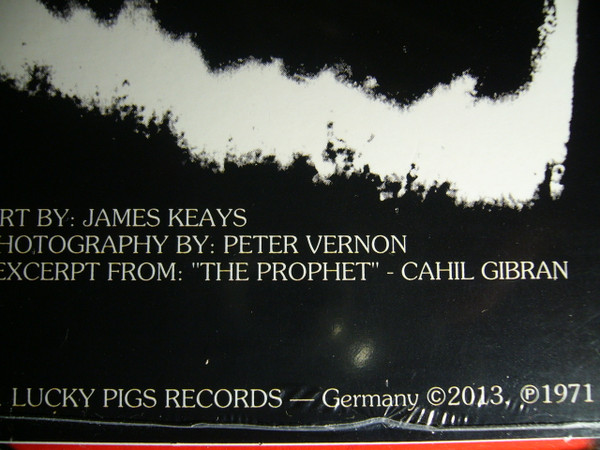 RT BY: JAMES KEAYS
HOTOGRAPHY BY: PETER VERNON
EXCERPT FROM: "THE PROPHET" - CAHIL GIBRAN
LUCKY PIGS RECORDS — Germany ©2013, ℗1971